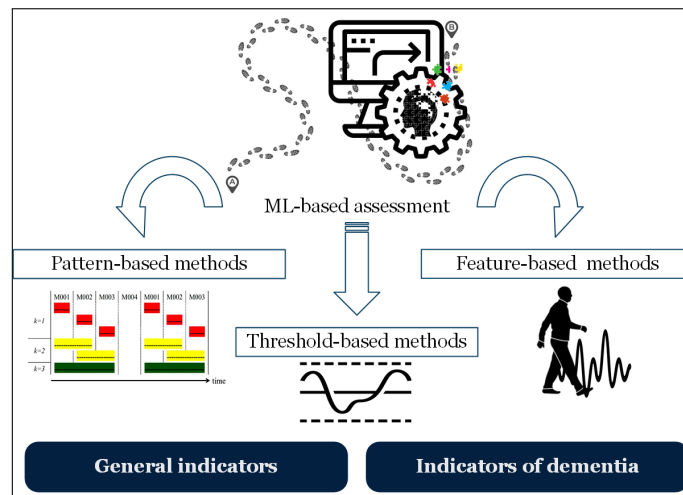 B
A
ML-based assessment
Pattern-based methods
Feature-based methods
M001 M002 M003 M004 M001 M002 M003
k=1
k=2
k=3
time
Threshold-based methods
General indicators
Indicators of dementia